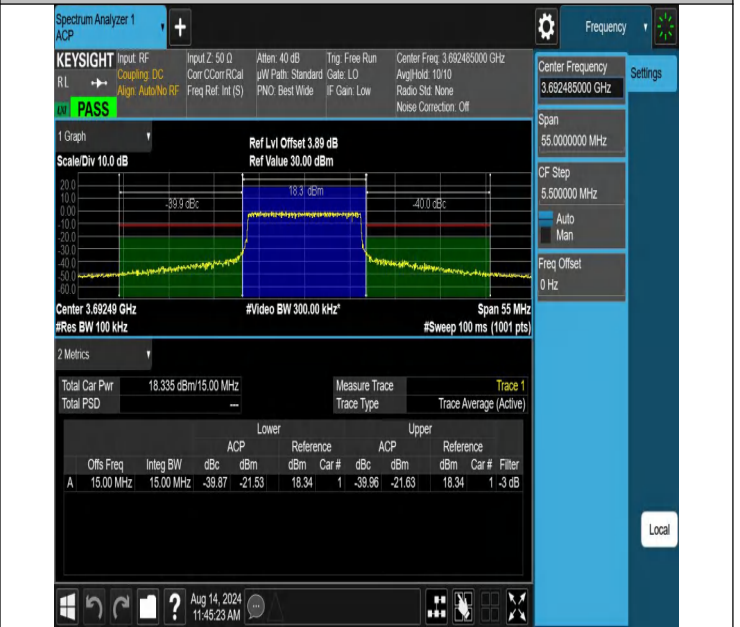 Spectrum Analyzer 1
ACP
+
Frequency
KEYSIGHT
RL
PASS
Input: RF
Coupling: DC
Align: Auto/No RF
Input Z: 50 Ω
Corr CCorr RCal
Freq Ref: Int (S)
Atten: 40 dB
µW Path: Standard
PNO: Best Wide
Trig: Free Run
Gate: LO
IF Gain: Low
Center Freq: 3.692485000 GHz
Avg|Hold: 10/10
Radio Std: None
Noise Correction: Off
Center Frequency
3.692485000 GHz
Settings
Span
55.0000000 MHz
CF Step
5.500000 MHz
Auto
Man
Freq Offset
0 Hz
1 Graph
Scale/Div 10.0 dB
Ref Lvl Offset 3.89 dB
Ref Value 30.00 dBm
20.0
10.0
0.00
-10.0
-20.0
-30.0
-40.0
-50.0
-60.0
-39.9 dBc
18.3 dBm
-40.0 dBc
Center 3.69249 GHz
#Video BW 300.00 kHz*
Span 55 MHz
#Res BW 100 kHz
#Sweep 100 ms (1001 pts)
2 Metrics
Total Car Pwr 18.335 dBm/15.00 MHz
Total PSD ---
Measure Trace Trace 1
Trace Type Trace Average (Active)
Lower Upper
ACP Reference ACP Reference
Offs Freq Integ BW dBc dBm dBm Car # dBc dBm dBm Car # Filter
A 15.00 MHz 15.00 MHz -39.87 -21.53 18.34 1 -39.96 -21.63 18.34 1 -3 dB
Local
?
Aug 14, 2024
11:45:23 AM